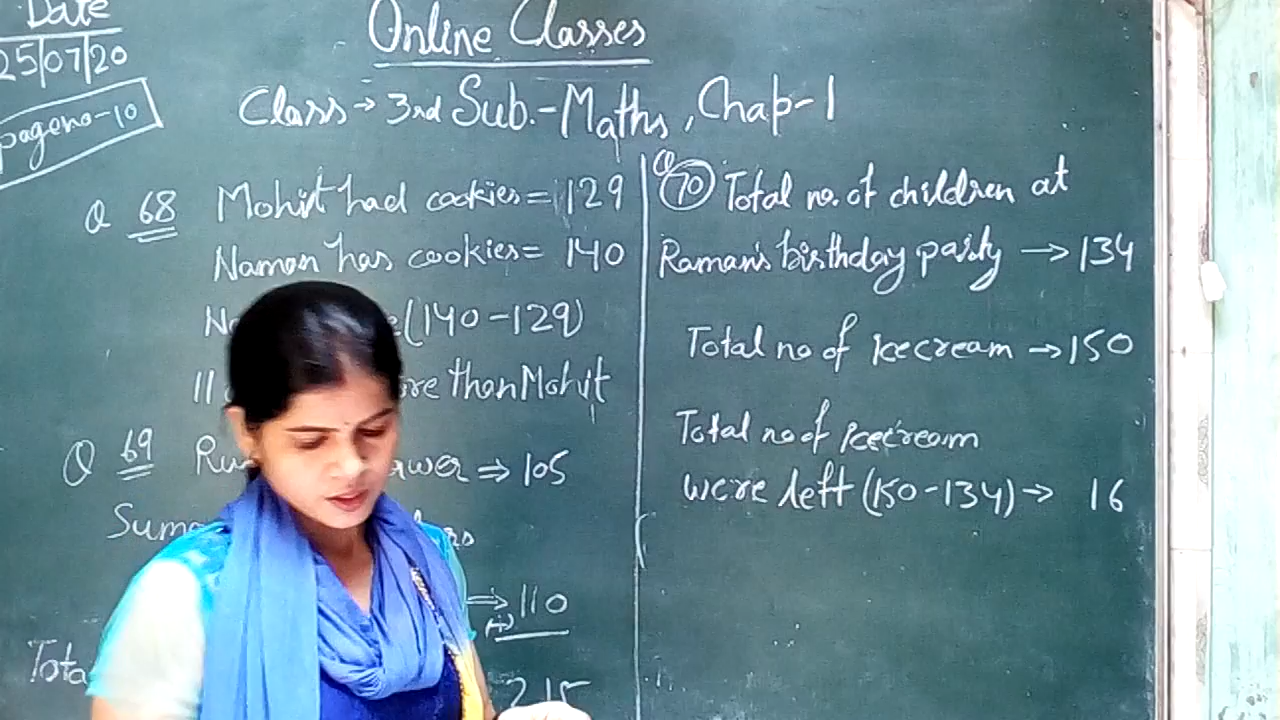 Date
25/07/20
Page no-10
Online Classes
Class → 3rd Sub.-Maths, Chap-1
Q 68 Mohit had cookies = 129
Naman has cookies = 140
(140-129)
11 than Mohit
Q 69 ⇒ 105
⇒ 110
(+)
215
Q 70 Total no. of children at
Raman's birthday party → 134
Total no of Icecream → 150
Total no of Icecream
were left (150-134) → 16